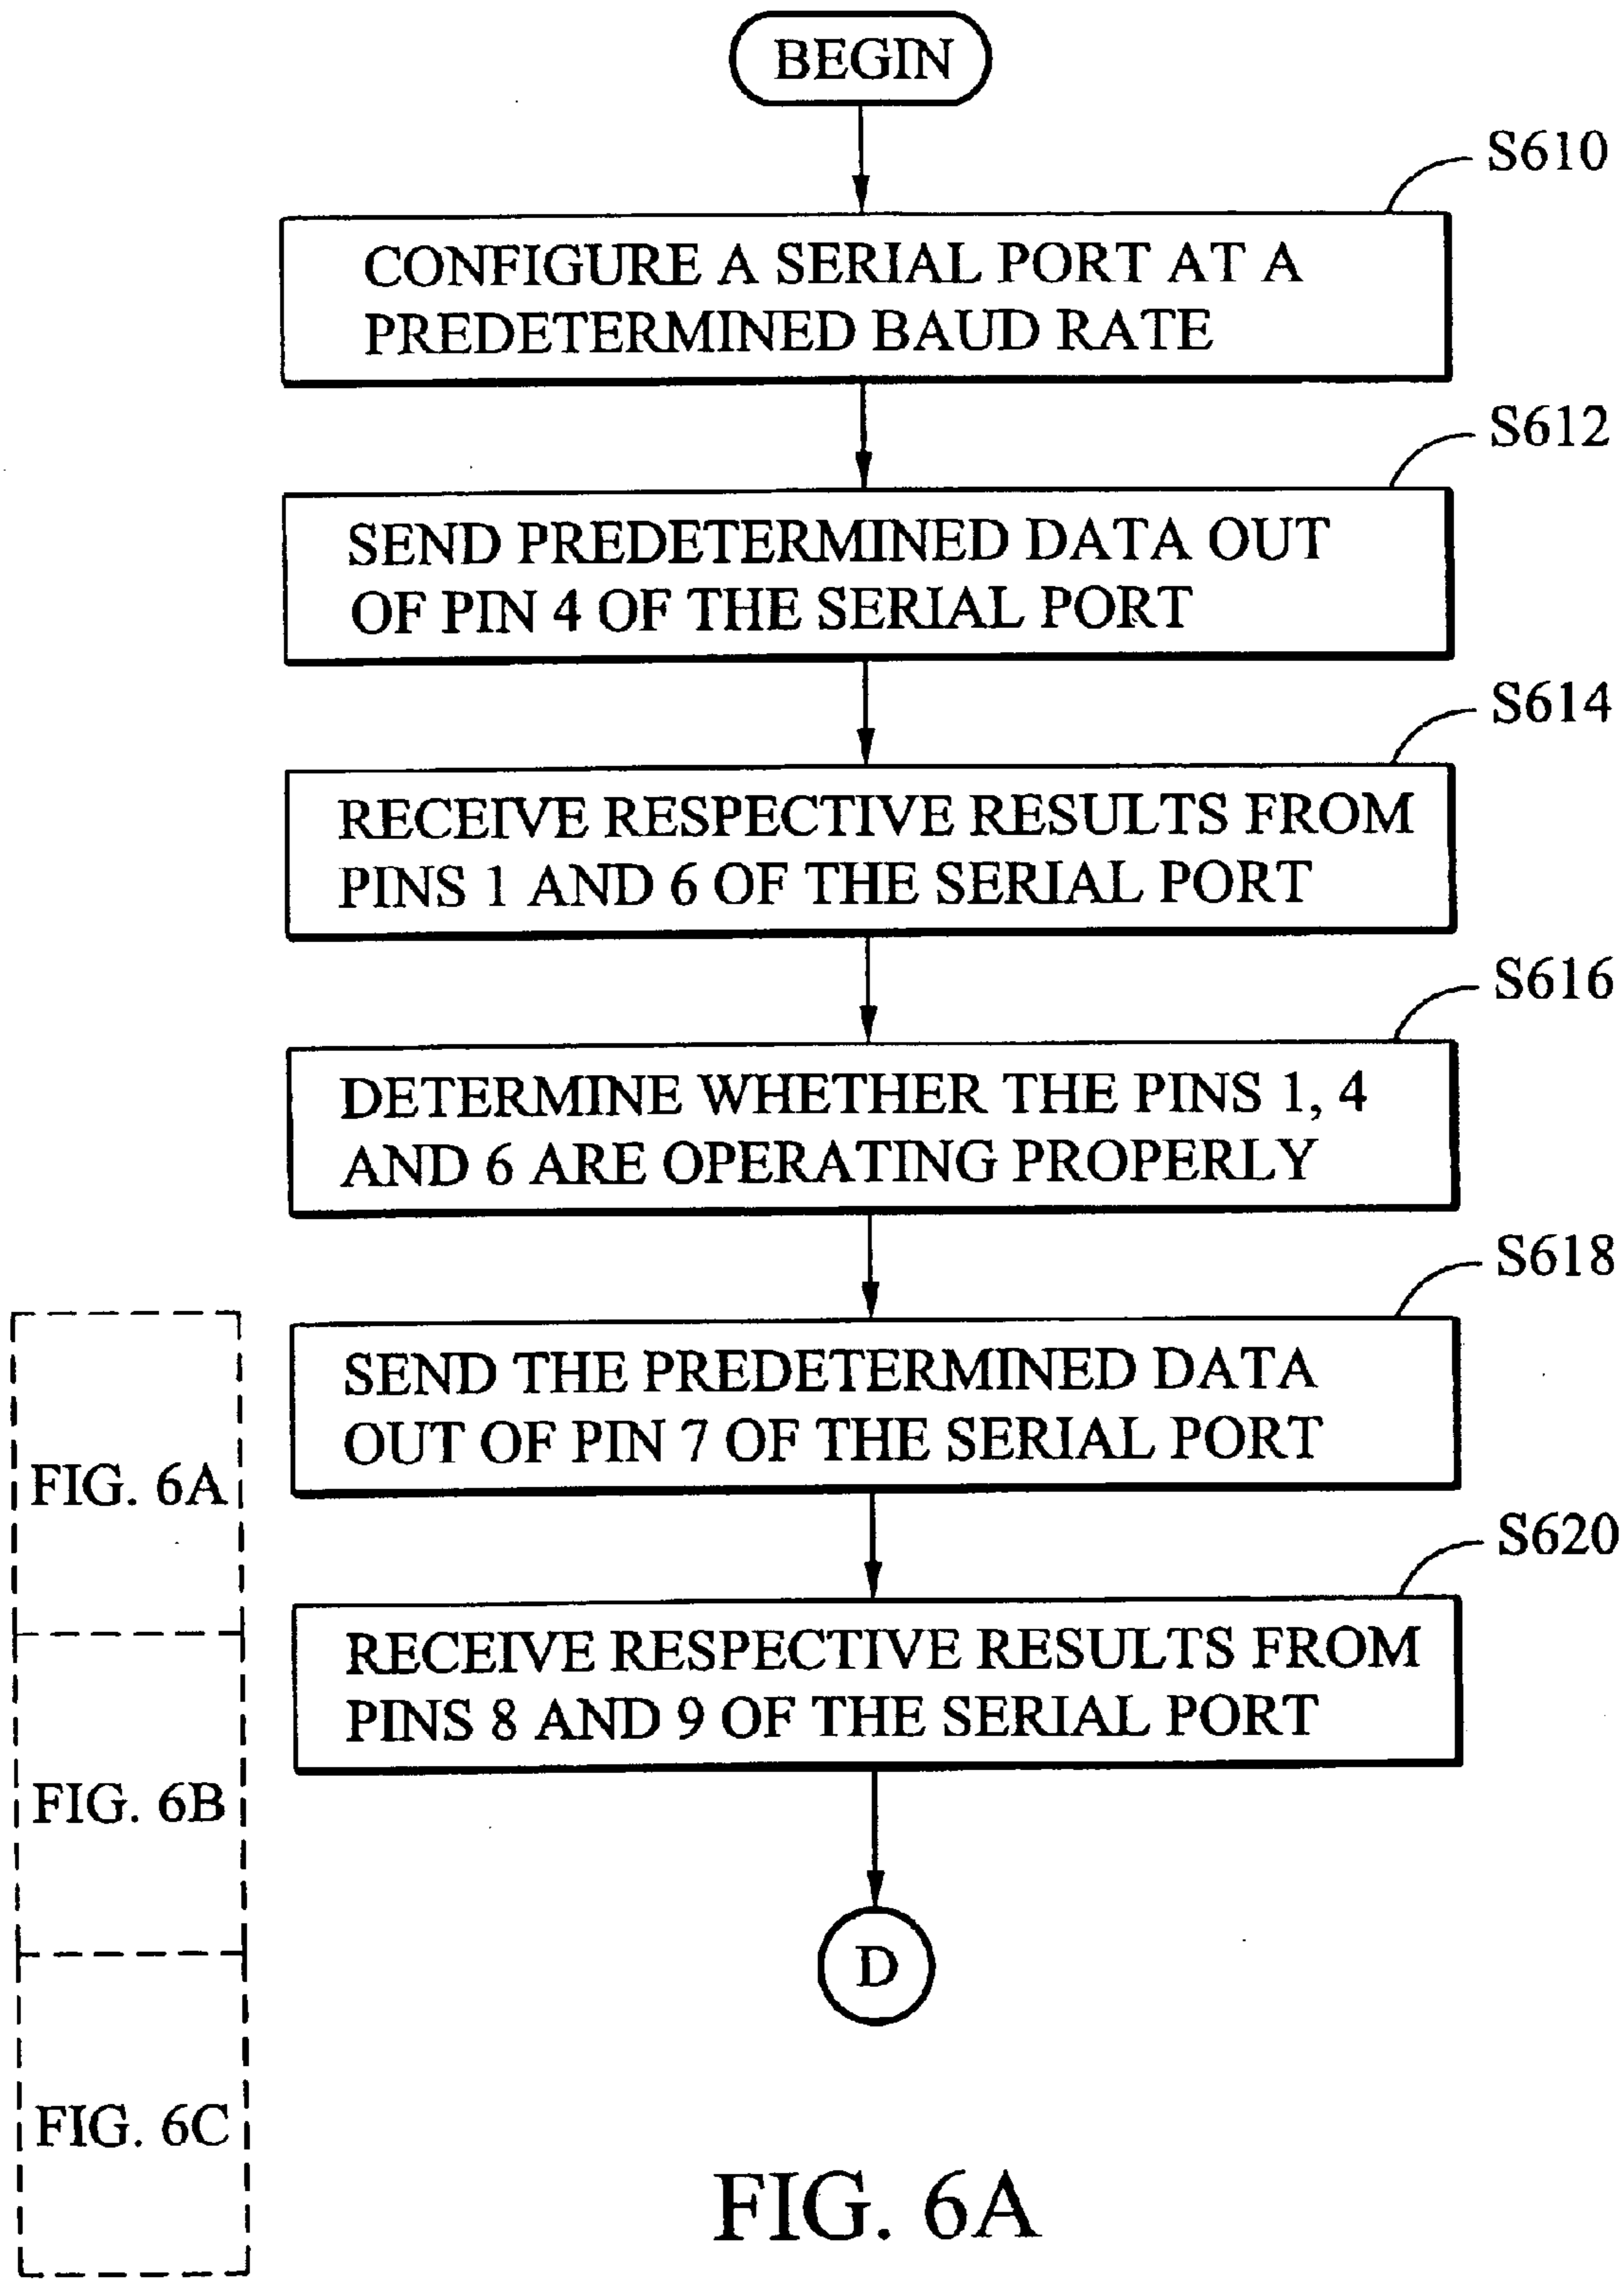 BEGIN
S610
CONFIGURE A SERIAL PORT AT A
PREDETERMINED BAUD RATE
S612
SEND PREDETERMINED DATA OUT
OF PIN 4 OF THE SERIAL PORT
S614
RECEIVE RESPECTIVE RESULTS FROM
PINS 1 AND 6 OF THE SERIAL PORT
S616
DETERMINE WHETHER THE PINS 1, 4
AND 6 ARE OPERATING PROPERLY
S618
SEND THE PREDETERMINED DATA
OUT OF PIN 7 OF THE SERIAL PORT
S620
RECEIVE RESPECTIVE RESULTS FROM
PINS 8 AND 9 OF THE SERIAL PORT
D
FIG. 6A
FIG. 6B
FIG. 6C
FIG. 6A